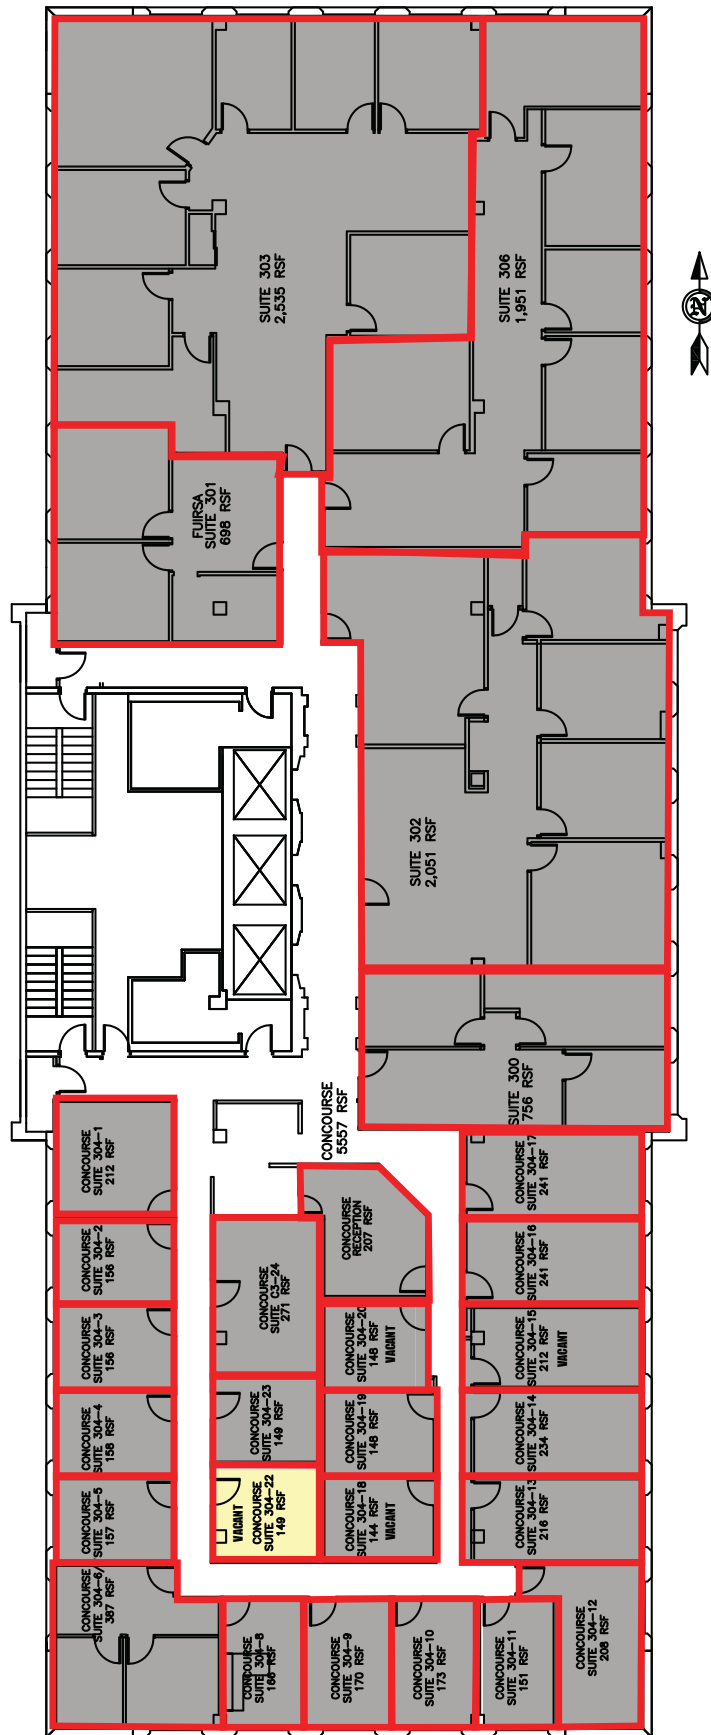 SUITE 303
2,535 RSF
SUITE 306
1,951 RSF
FUIRSA
SUITE 301
698 RSF
SUITE 302
2,051 RSF
SUITE 300
756 RSF
CONCOURSE
5557 RSF
CONCOURSE
SUITE 304-1
212 RSF
CONCOURSE
SUITE 304-2
156 RSF
CONCOURSE
SUITE 304-3
156 RSF
CONCOURSE
SUITE 304-4
158 RSF
CONCOURSE
SUITE 304-5
157 RSF
CONCOURSE
SUITE 304-6/
387 RSF
CONCOURSE
RECEPTION
207 RSF
CONCOURSE
SUITE C3-24
271 RSF
CONCOURSE
SUITE 304-20
148 RSF
VACANT
CONCOURSE
SUITE 304-23
149 RSF
CONCOURSE
SUITE 304-19
148 RSF
VACANT
CONCOURSE
SUITE 304-22
149 RSF
CONCOURSE
SUITE 304-18
144 RSF
VACANT
CONCOURSE
SUITE 304-17
241 RSF
CONCOURSE
SUITE 304-16
241 RSF
CONCOURSE
SUITE 304-15
212 RSF
VACANT
CONCOURSE
SUITE 304-14
234 RSF
CONCOURSE
SUITE 304-13
216 RSF
CONCOURSE
SUITE 304-8
166 RSF
CONCOURSE
SUITE 304-9
170 RSF
CONCOURSE
SUITE 304-10
173 RSF
CONCOURSE
SUITE 304-11
151 RSF
CONCOURSE
SUITE 304-12
208 RSF
N